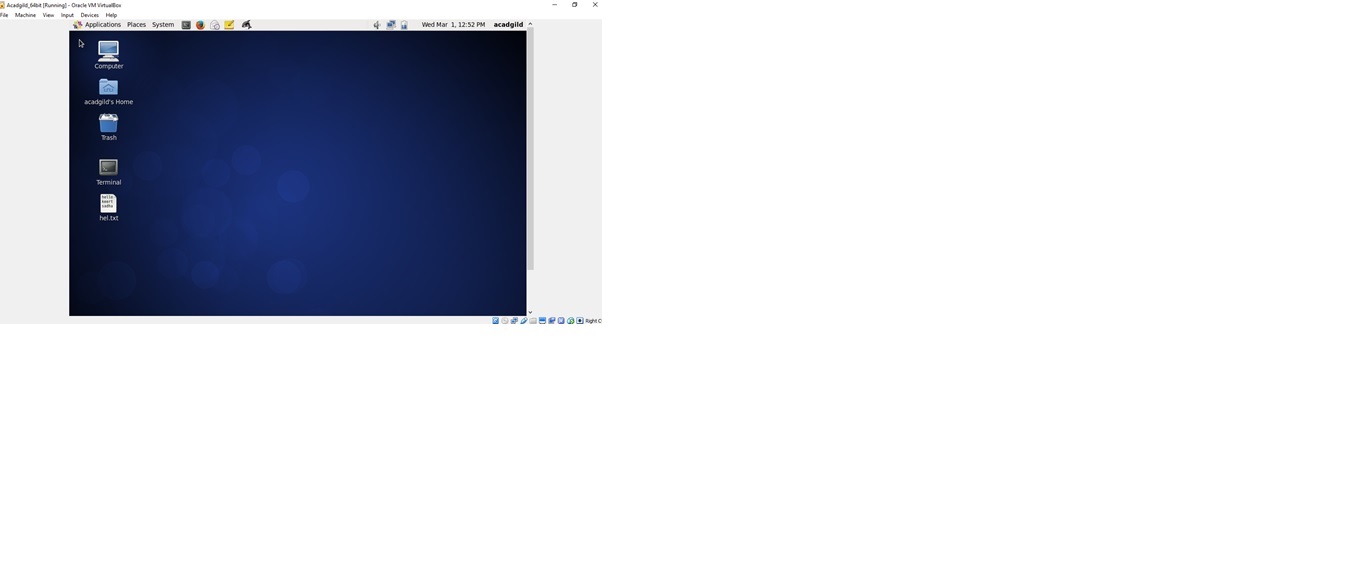 Acadgild_64bit [Running] - Oracle VM VirtualBox
File Machine View Input Devices Help
Applications Places System Wed Mar 1, 12:52 PM acadgild
Computer
acadgild's Home
Trash
Terminal
hello
hel.txt
Right C